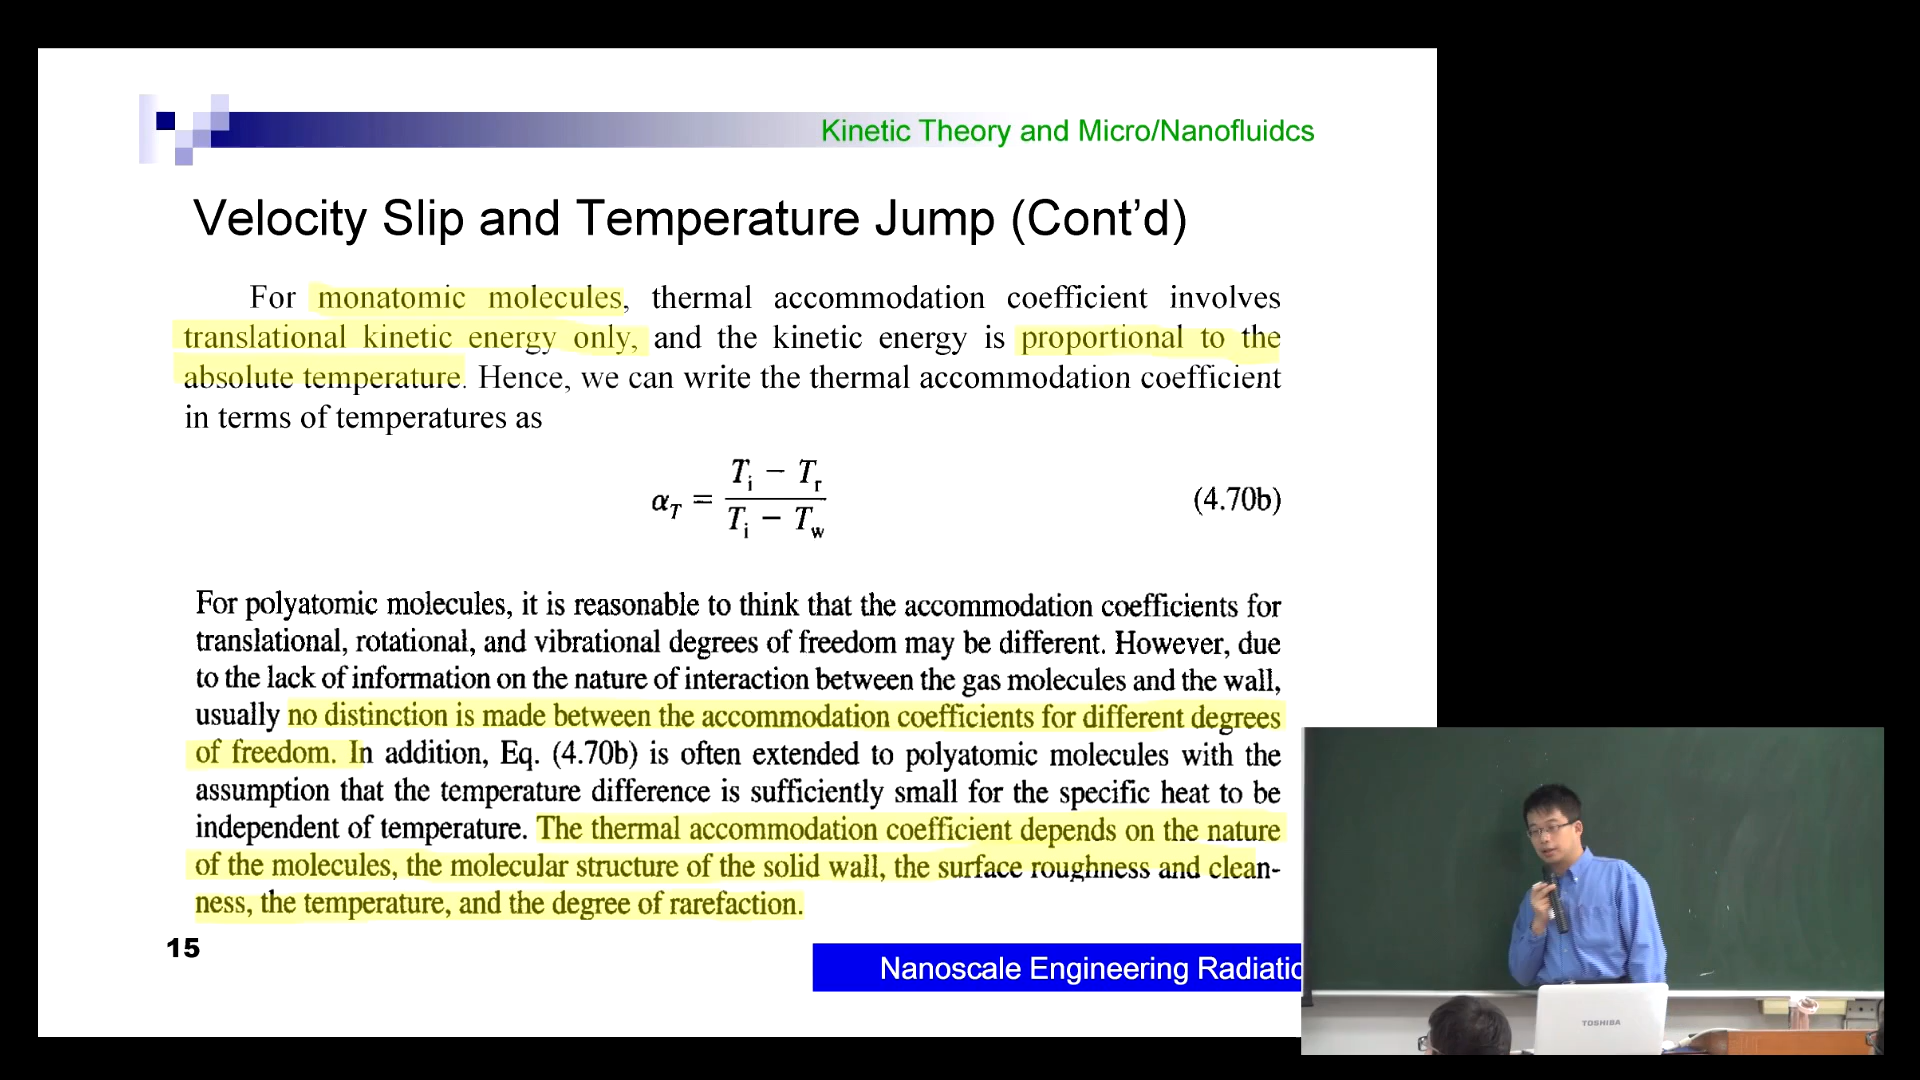 Kinetic Theory and Micro/Nanofluidcs
Velocity Slip and Temperature Jump (Cont’d)
For monatomic molecules, thermal accommodation coefficient involves
translational kinetic energy only, and the kinetic energy is proportional to the
absolute temperature. Hence, we can write the thermal accommodation coefficient
in terms of temperatures as
α_T = (T_i − T_r) / (T_i − T_w) (4.70b)
For polyatomic molecules, it is reasonable to think that the accommodation coefficients for
translational, rotational, and vibrational degrees of freedom may be different. However, due
to the lack of information on the nature of interaction between the gas molecules and the wall,
usually no distinction is made between the accommodation coefficients for different degrees
of freedom. In addition, Eq. (4.70b) is often extended to polyatomic molecules with the
assumption that the temperature difference is sufficiently small for the specific heat to be
independent of temperature. The thermal accommodation coefficient depends on the nature
of the molecules, the molecular structure of the solid wall, the surface roughness and clean-
ness, the temperature, and the degree of rarefaction.
15
Nanoscale Engineering Radiatio
TOSHIBA